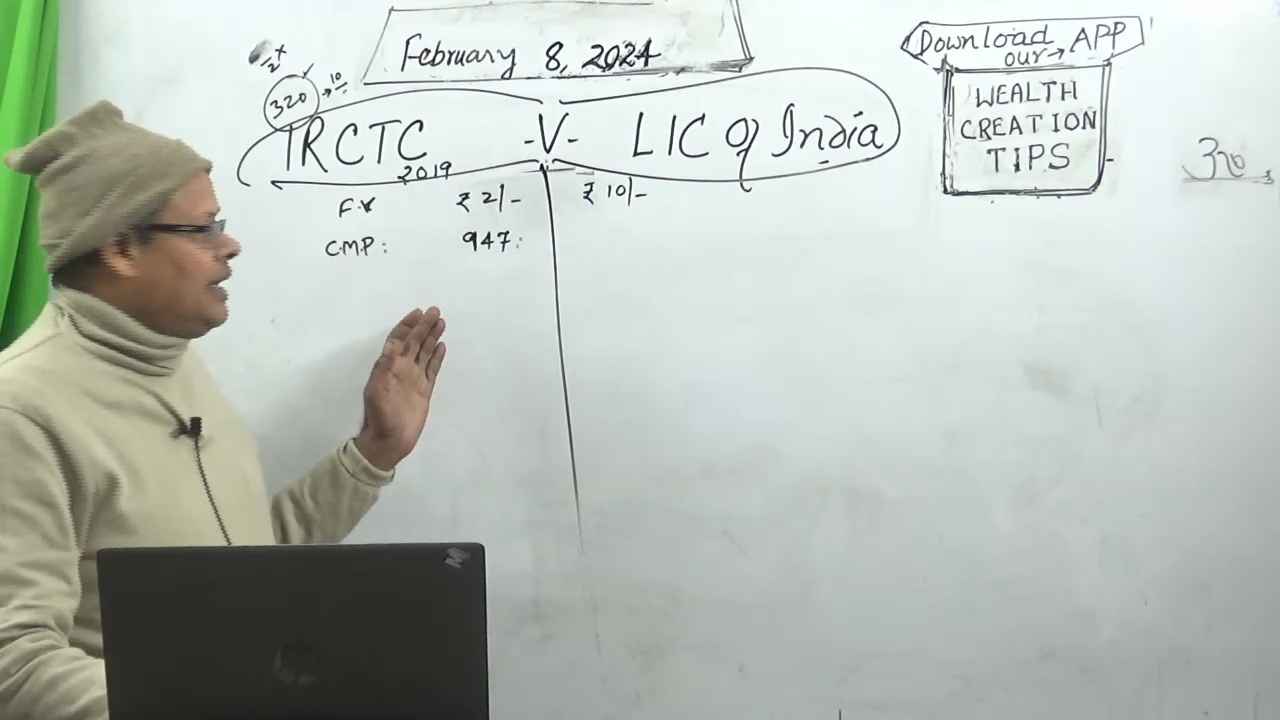 February 8, 2024
Download
our → APP
WEALTH
CREATION
TIPS
320
10/-
IRCTC -V- LIC Of India
2019
F.V ₹ 2/- ₹ 10/-
C.M.P: 947
320